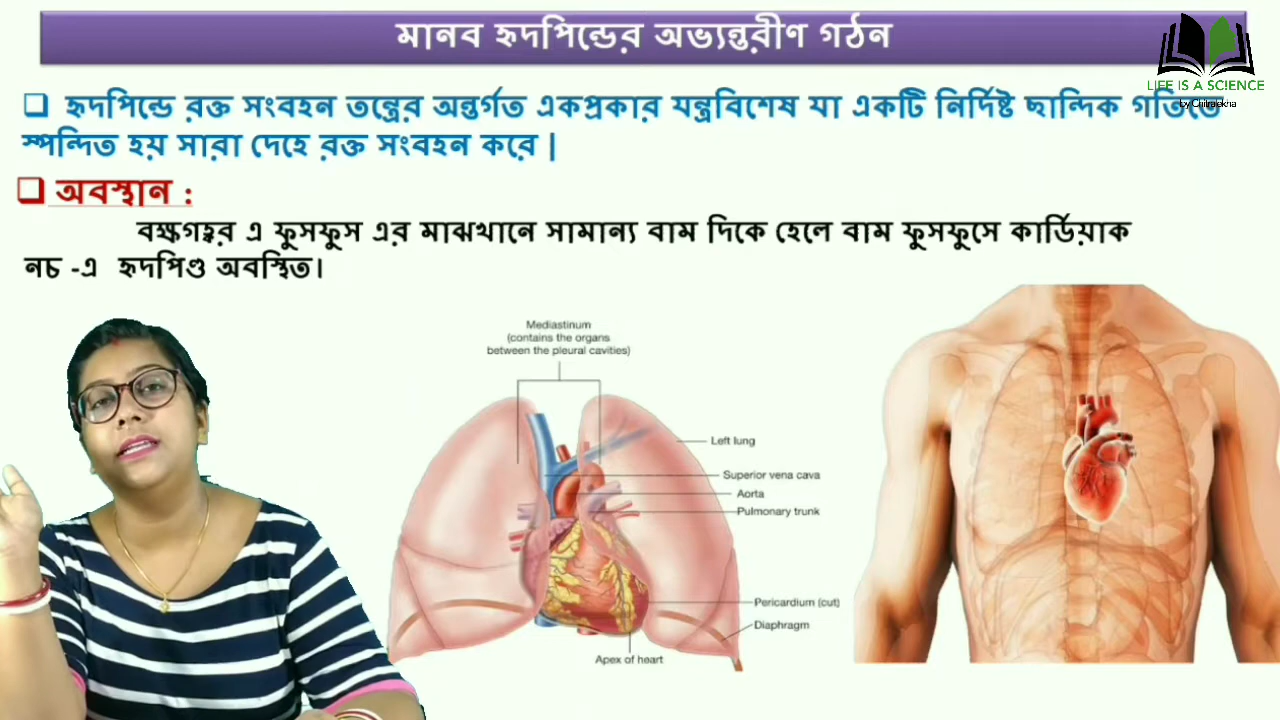 মানব হৃদপিন্ডের অভ্যন্তরীণ গঠন
LIFE IS A SCIENCE
by Chitralekha
❑ হৃদপিন্ডে রক্ত সংবহন তন্ত্রের অন্তর্গত একপ্রকার যন্ত্রবিশেষ যা একটি নির্দিষ্ট ছান্দিক গতিতে
স্পন্দিত হয় সারা দেহে রক্ত সংবহন করে |
❑ অবস্থান :
বক্ষগহ্বর এ ফুসফুস এর মাঝখানে সামান্য বাম দিকে হেলে বাম ফুসফুসে কার্ডিয়াক
নচ -এ হৃদপিণ্ড অবস্থিত।
Mediastinum
(contains the organs
between the pleural cavities)
Left lung
Superior vena cava
Aorta
Pulmonary trunk
Pericardium (cut)
Diaphragm
Apex of heart